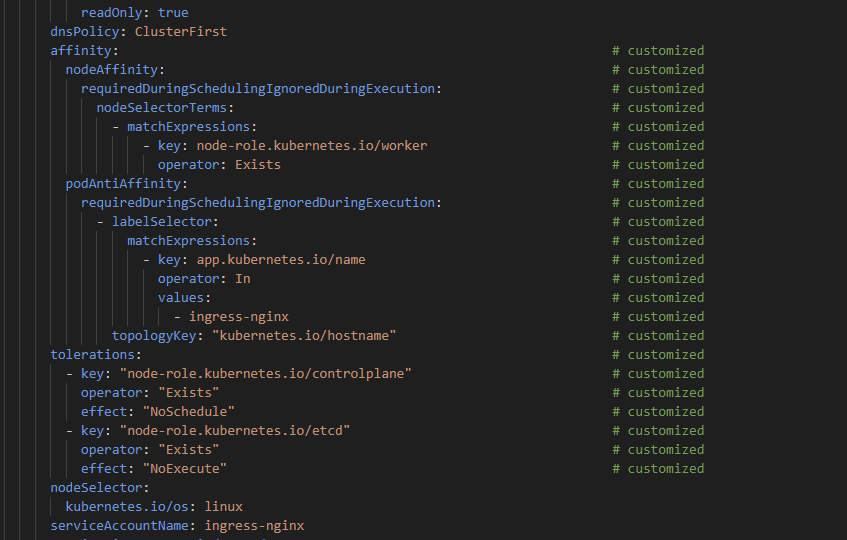 readOnly: true
dnsPolicy: ClusterFirst
affinity: # customized
nodeAffinity: # customized
requiredDuringSchedulingIgnoredDuringExecution: # customized
nodeSelectorTerms: # customized
- matchExpressions: # customized
- key: node-role.kubernetes.io/worker # customized
operator: Exists # customized
podAntiAffinity: # customized
requiredDuringSchedulingIgnoredDuringExecution: # customized
- labelSelector: # customized
matchExpressions: # customized
- key: app.kubernetes.io/name # customized
operator: In # customized
values: # customized
- ingress-nginx # customized
topologyKey: "kubernetes.io/hostname" # customized
tolerations: # customized
- key: "node-role.kubernetes.io/controlplane" # customized
operator: "Exists" # customized
effect: "NoSchedule" # customized
- key: "node-role.kubernetes.io/etcd" # customized
operator: "Exists" # customized
effect: "NoExecute" # customized
nodeSelector:
kubernetes.io/os: linux
serviceAccountName: ingress-nginx